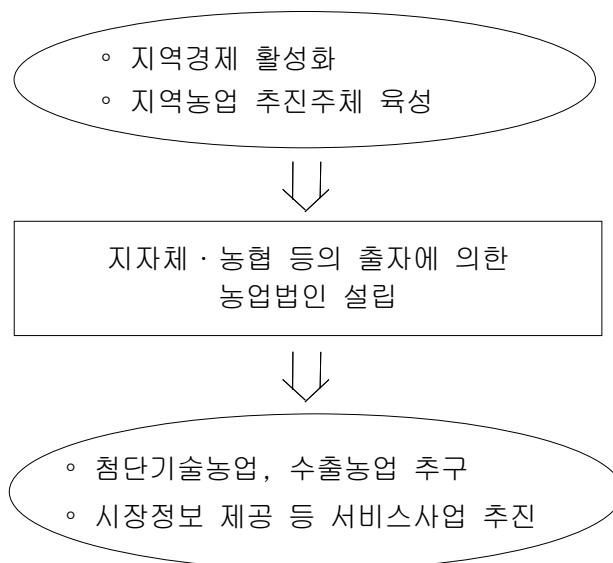 ◦ 지역경제 활성화
◦ 지역농업 추진주체 육성
지자체 · 농협 등의 출자에 의한
농업법인 설립
◦ 첨단기술농업, 수출농업 추구
◦ 시장정보 제공 등 서비스사업 추진